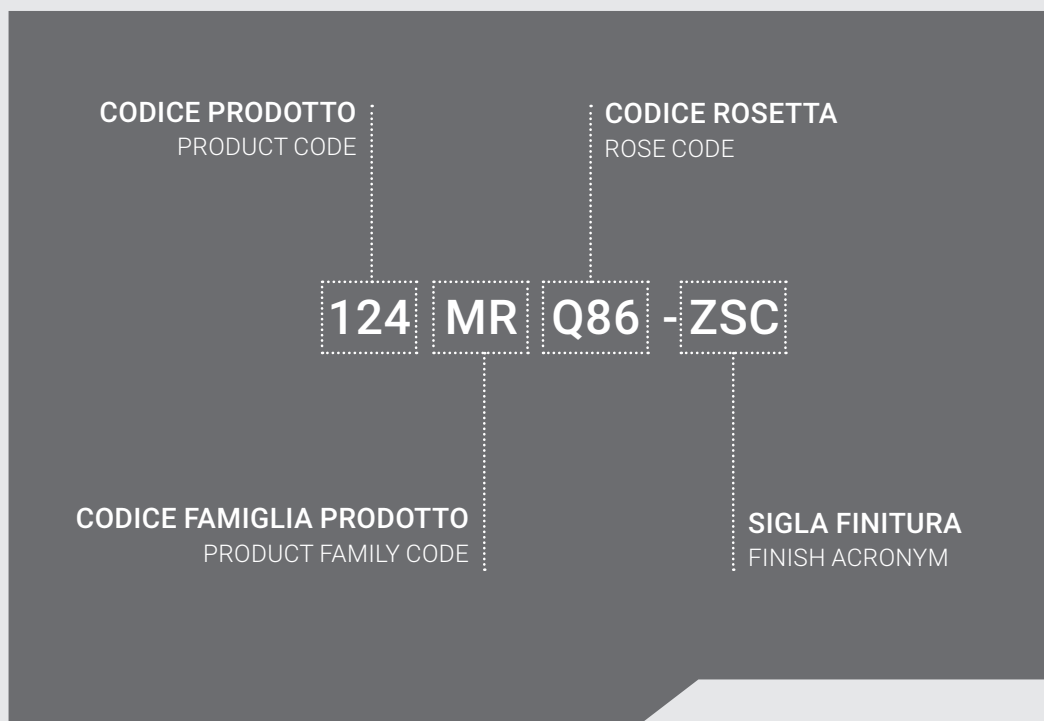 CODICE PRODOTTO
PRODUCT CODE
CODICE ROSETTA
ROSE CODE
124 MR Q86 -ZSC
CODICE FAMIGLIA PRODOTTO
PRODUCT FAMILY CODE
SIGLA FINITURA
FINISH ACRONYM